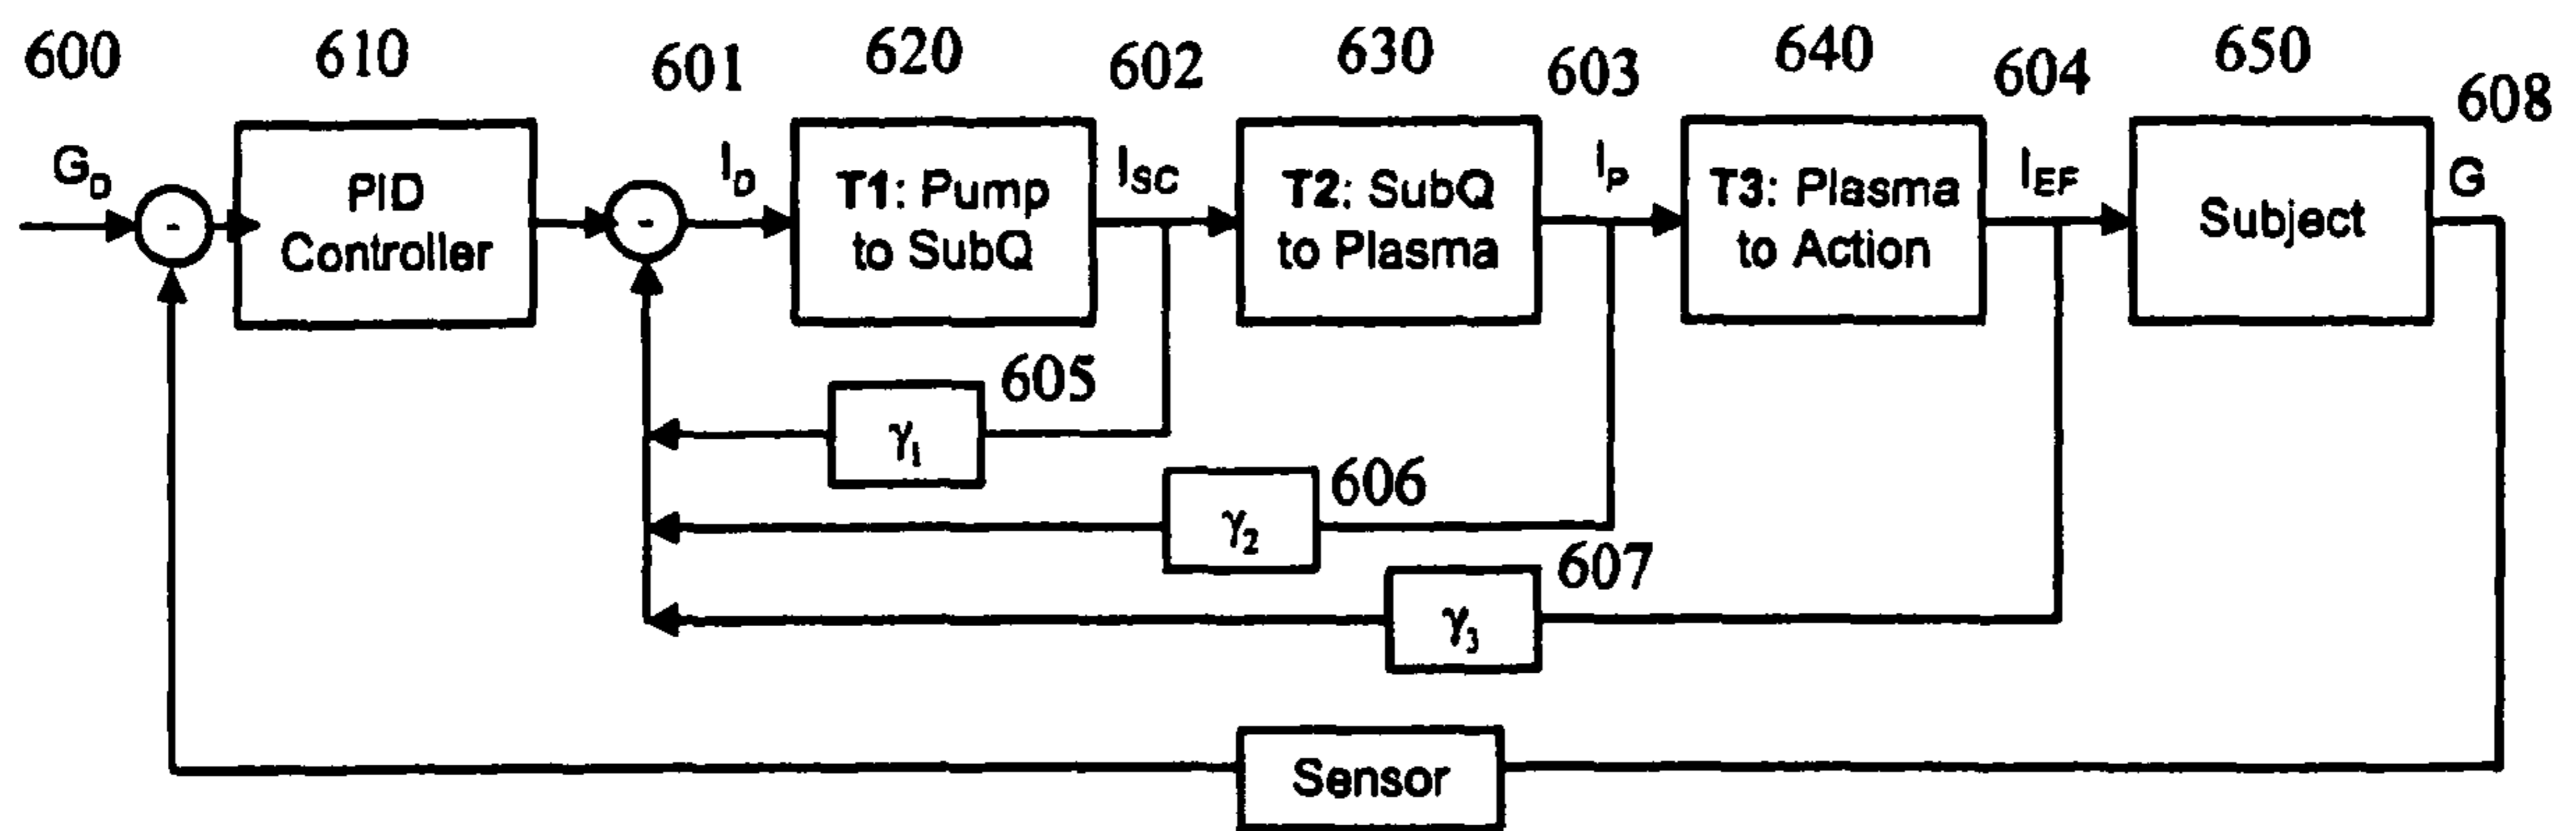 600
610
601
620
602
630
603
640
604
650
608
G_D
-
PID
Controller
-
I_D
T1: Pump
to SubQ
I_SC
T2: SubQ
to Plasma
I_P
T3: Plasma
to Action
I_EF
Subject
G
γ₁
605
γ₂
606
γ₃
607
Sensor